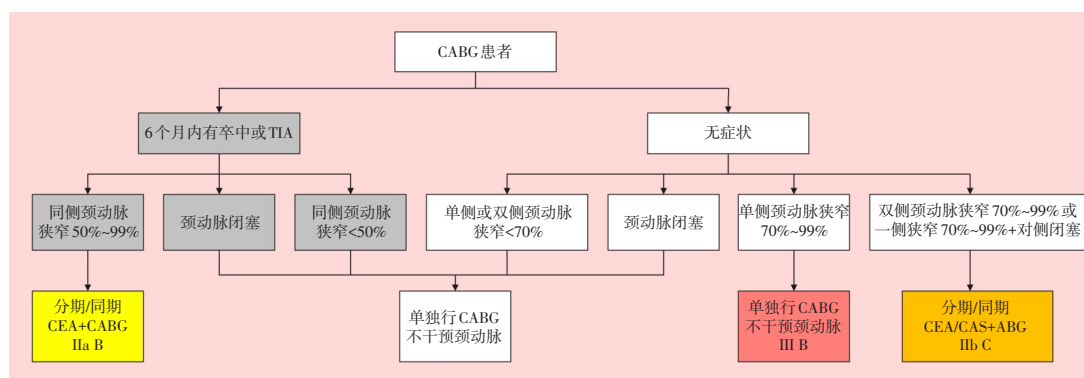 CABG患者
6个月内有卒中或TIA
无症状
同侧颈动脉
狭窄50%~99%
颈动脉闭塞
同侧颈动脉
狭窄<50%
单侧或双侧颈动脉
狭窄<70%
颈动脉闭塞
单侧颈动脉狭窄
70%~99%
双侧颈动脉狭窄70%~99%或
一侧狭窄70%~99%+对侧闭塞
分期/同期
CEA+CABG
IIa B
单独行CABG
不干预颈动脉
单独行CABG
不干预颈动脉
III B
分期/同期
CEA/CAS+ABG
IIb C